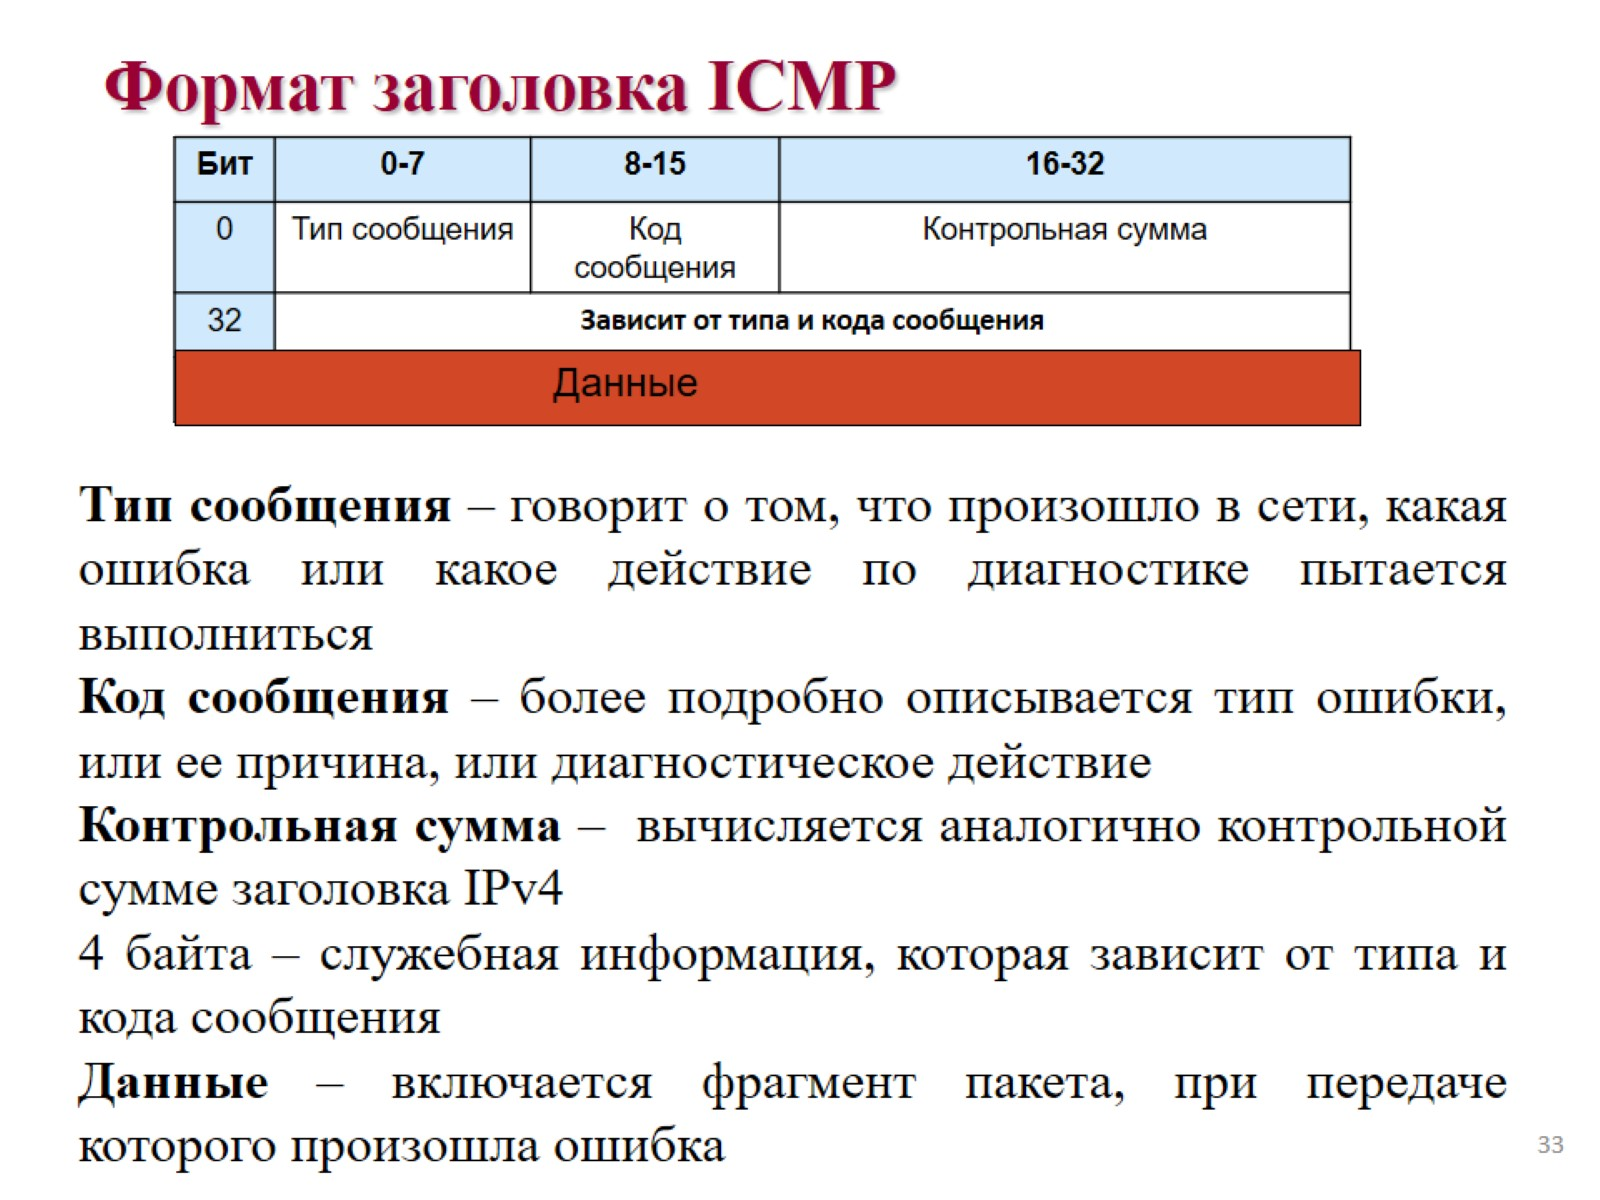 Формат заголовка ICMP
Бит 0-7 8-15 16-32
0 Тип сообщения Код сообщения Контрольная сумма
32 Зависит от типа и кода сообщения
Данные
Тип сообщения – говорит о том, что произошло в сети, какая
ошибка или какое действие по диагностике пытается
выполниться
Код сообщения – более подробно описывается тип ошибки,
или ее причина, или диагностическое действие
Контрольная сумма – вычисляется аналогично контрольной
сумме заголовка IPv4
4 байта – служебная информация, которая зависит от типа и
кода сообщения
Данные – включается фрагмент пакета, при передаче
которого произошла ошибка
33